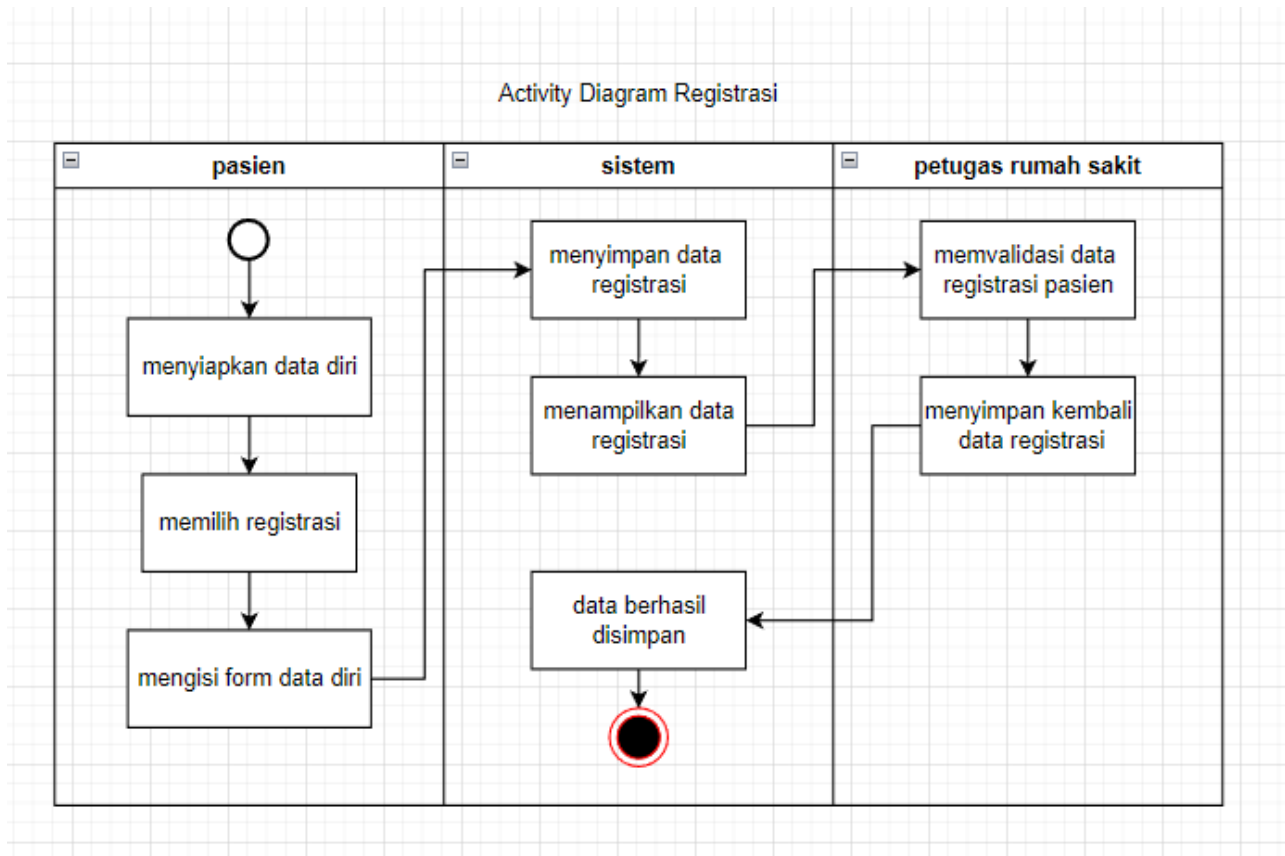 Activity Diagram Registrasi
pasien
sistem
petugas rumah sakit
menyiapkan data diri
memilih registrasi
mengisi form data diri
menyimpan data
registrasi
menampilkan data
registrasi
data berhasil
disimpan
memvalidasi data
registrasi pasien
menyimpan kembali
data registrasi